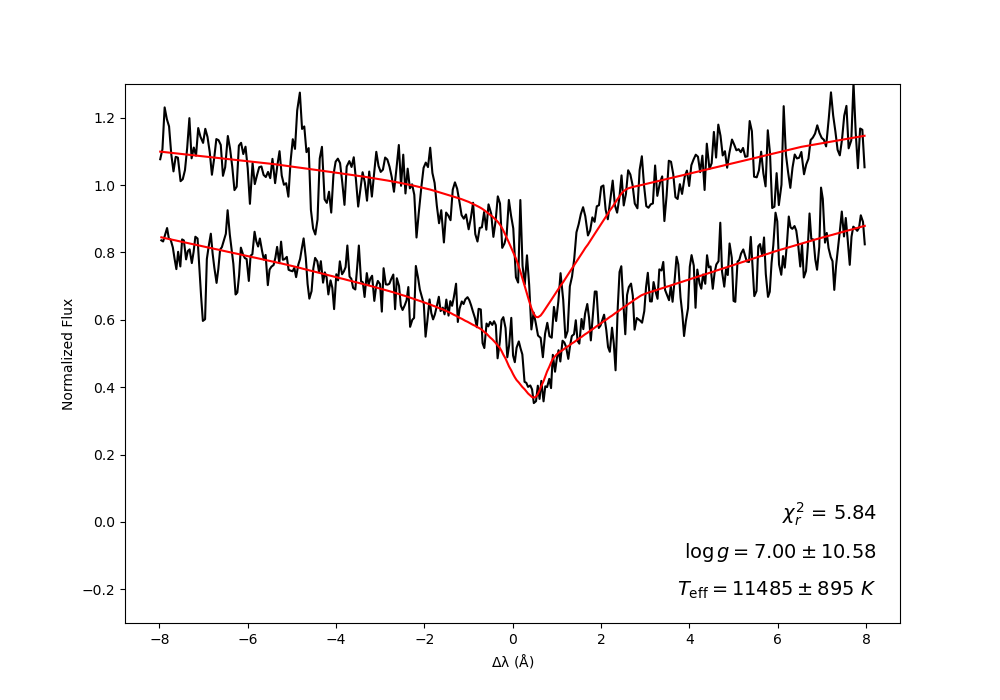 1.2
1.0
0.8
0.6
0.4
0.2
0.0
−0.2
Normalized Flux
χ²ᵣ = 5.84
log g = 7.00 ± 10.58
T_eff = 11485 ± 895 K
−8 −6 −4 −2 0 2 4 6 8
Δλ (Å)